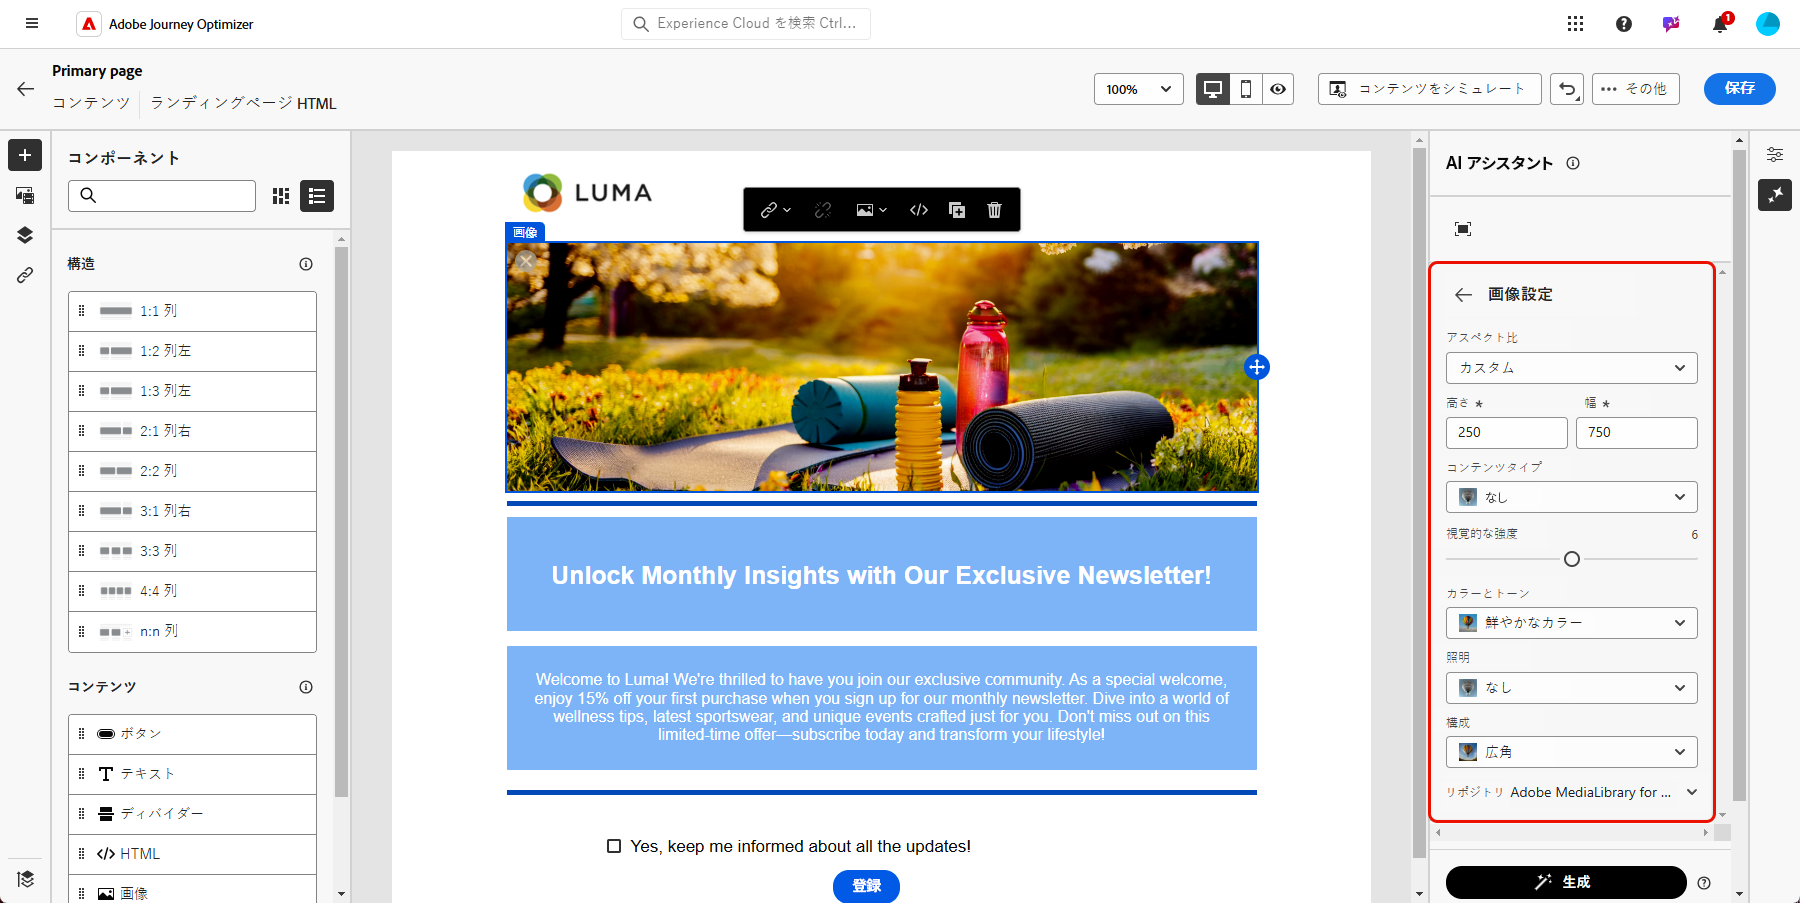 Adobe Journey Optimizer
Experience Cloud を検索 Ctrl...
1
Primary page
コンテンツ
ランディングページ HTML
100%
コンテンツをシミュレート
その他
保存
コンポーネント
構造
1:1 列
1:2 列左
1:3 列左
2:1 列右
2:2 列
3:1 列右
3:3 列
4:4 列
n:n 列
コンテンツ
ボタン
テキスト
ディバイダー
HTML
画像
LUMA
画像
Unlock Monthly Insights with Our Exclusive Newsletter!
Welcome to Luma! We're thrilled to have you join our exclusive community. As a special welcome,
enjoy 15% off your first purchase when you sign up for our monthly newsletter. Dive into a world of
wellness tips, latest sportswear, and unique events crafted just for you. Don't miss out on this
limited-time offer—subscribe today and transform your lifestyle!
Yes, keep me informed about all the updates!
登録
AI アシスタント
画像設定
アスペクト比
カスタム
高さ * 幅 *
250 750
コンテンツタイプ
なし
視覚的な強度 6
カラーとトーン
鮮やかなカラー
照明
なし
構成
広角
リポジトリ Adobe MediaLibrary for ...
生成